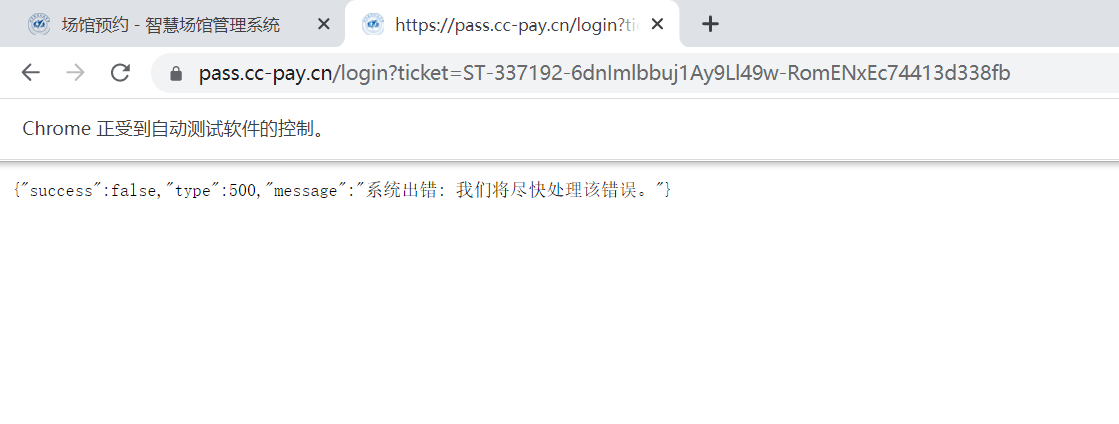 场馆预约 - 智慧场馆管理系统
https://pass.cc-pay.cn/login?ti
pass.cc-pay.cn/login?ticket=ST-337192-6dnImlbbuj1Ay9Ll49w-RomENxEc74413d338fb
Chrome 正受到自动测试软件的控制。
{"success":false,"type":500,"message":"系统出错: 我们将尽快处理该错误。"}